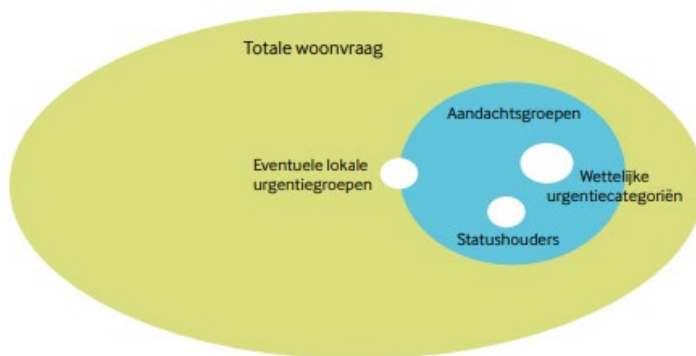 Totale woonvraag
Aandachtsgroepen
Eventuele lokale
urgentiegroepen
Wettelijke
urgentiecategoriën
Statushouders